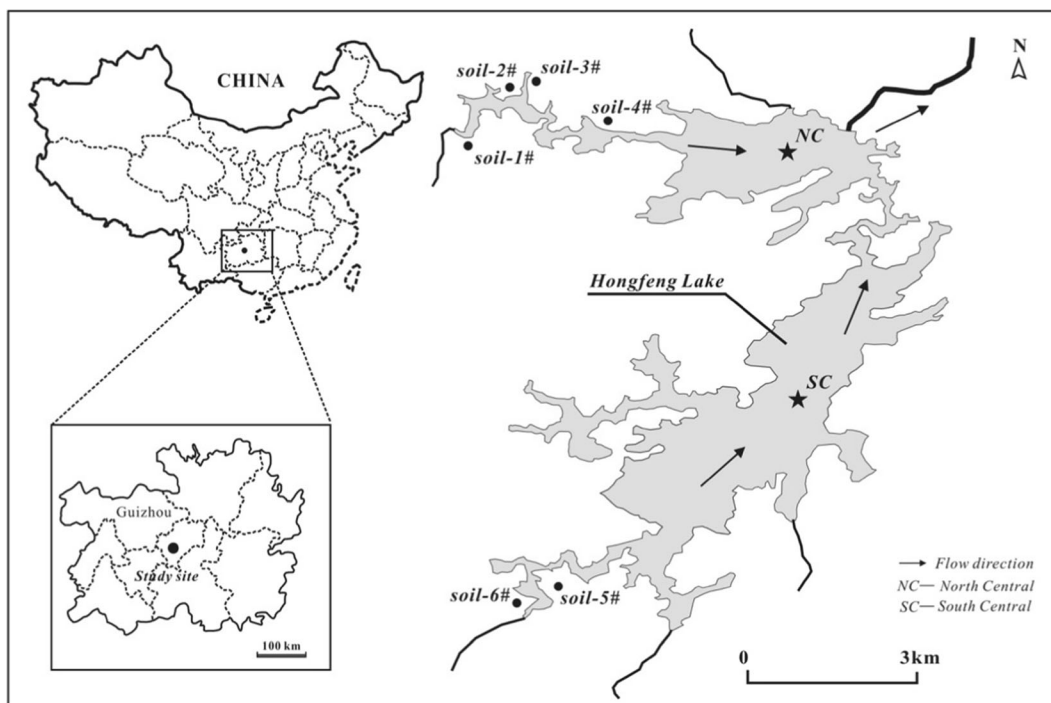 CHINA
Guizhou
Study site
100 km
soil-2#
soil-3#
soil-4#
soil-1#
NC
N
Hongfeng Lake
SC
soil-6#
soil-5#
Flow direction
NC— North Central
SC— South Central
0 3km